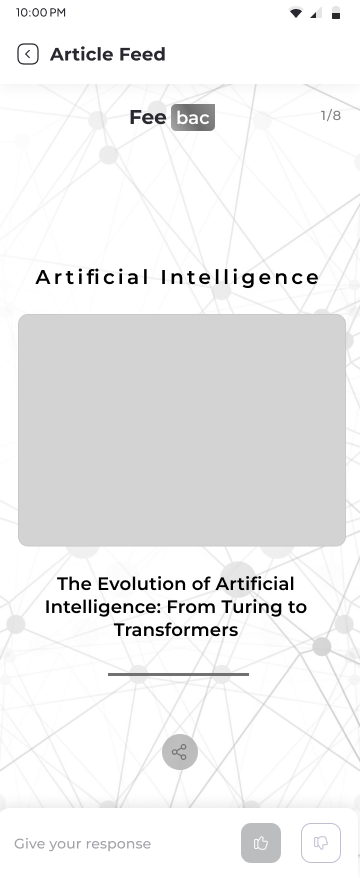 10:00 PM
Article Feed
Fee bac
1/8
Artificial Intelligence
The Evolution of Artificial
Intelligence: From Turing to
Transformers
Give your response